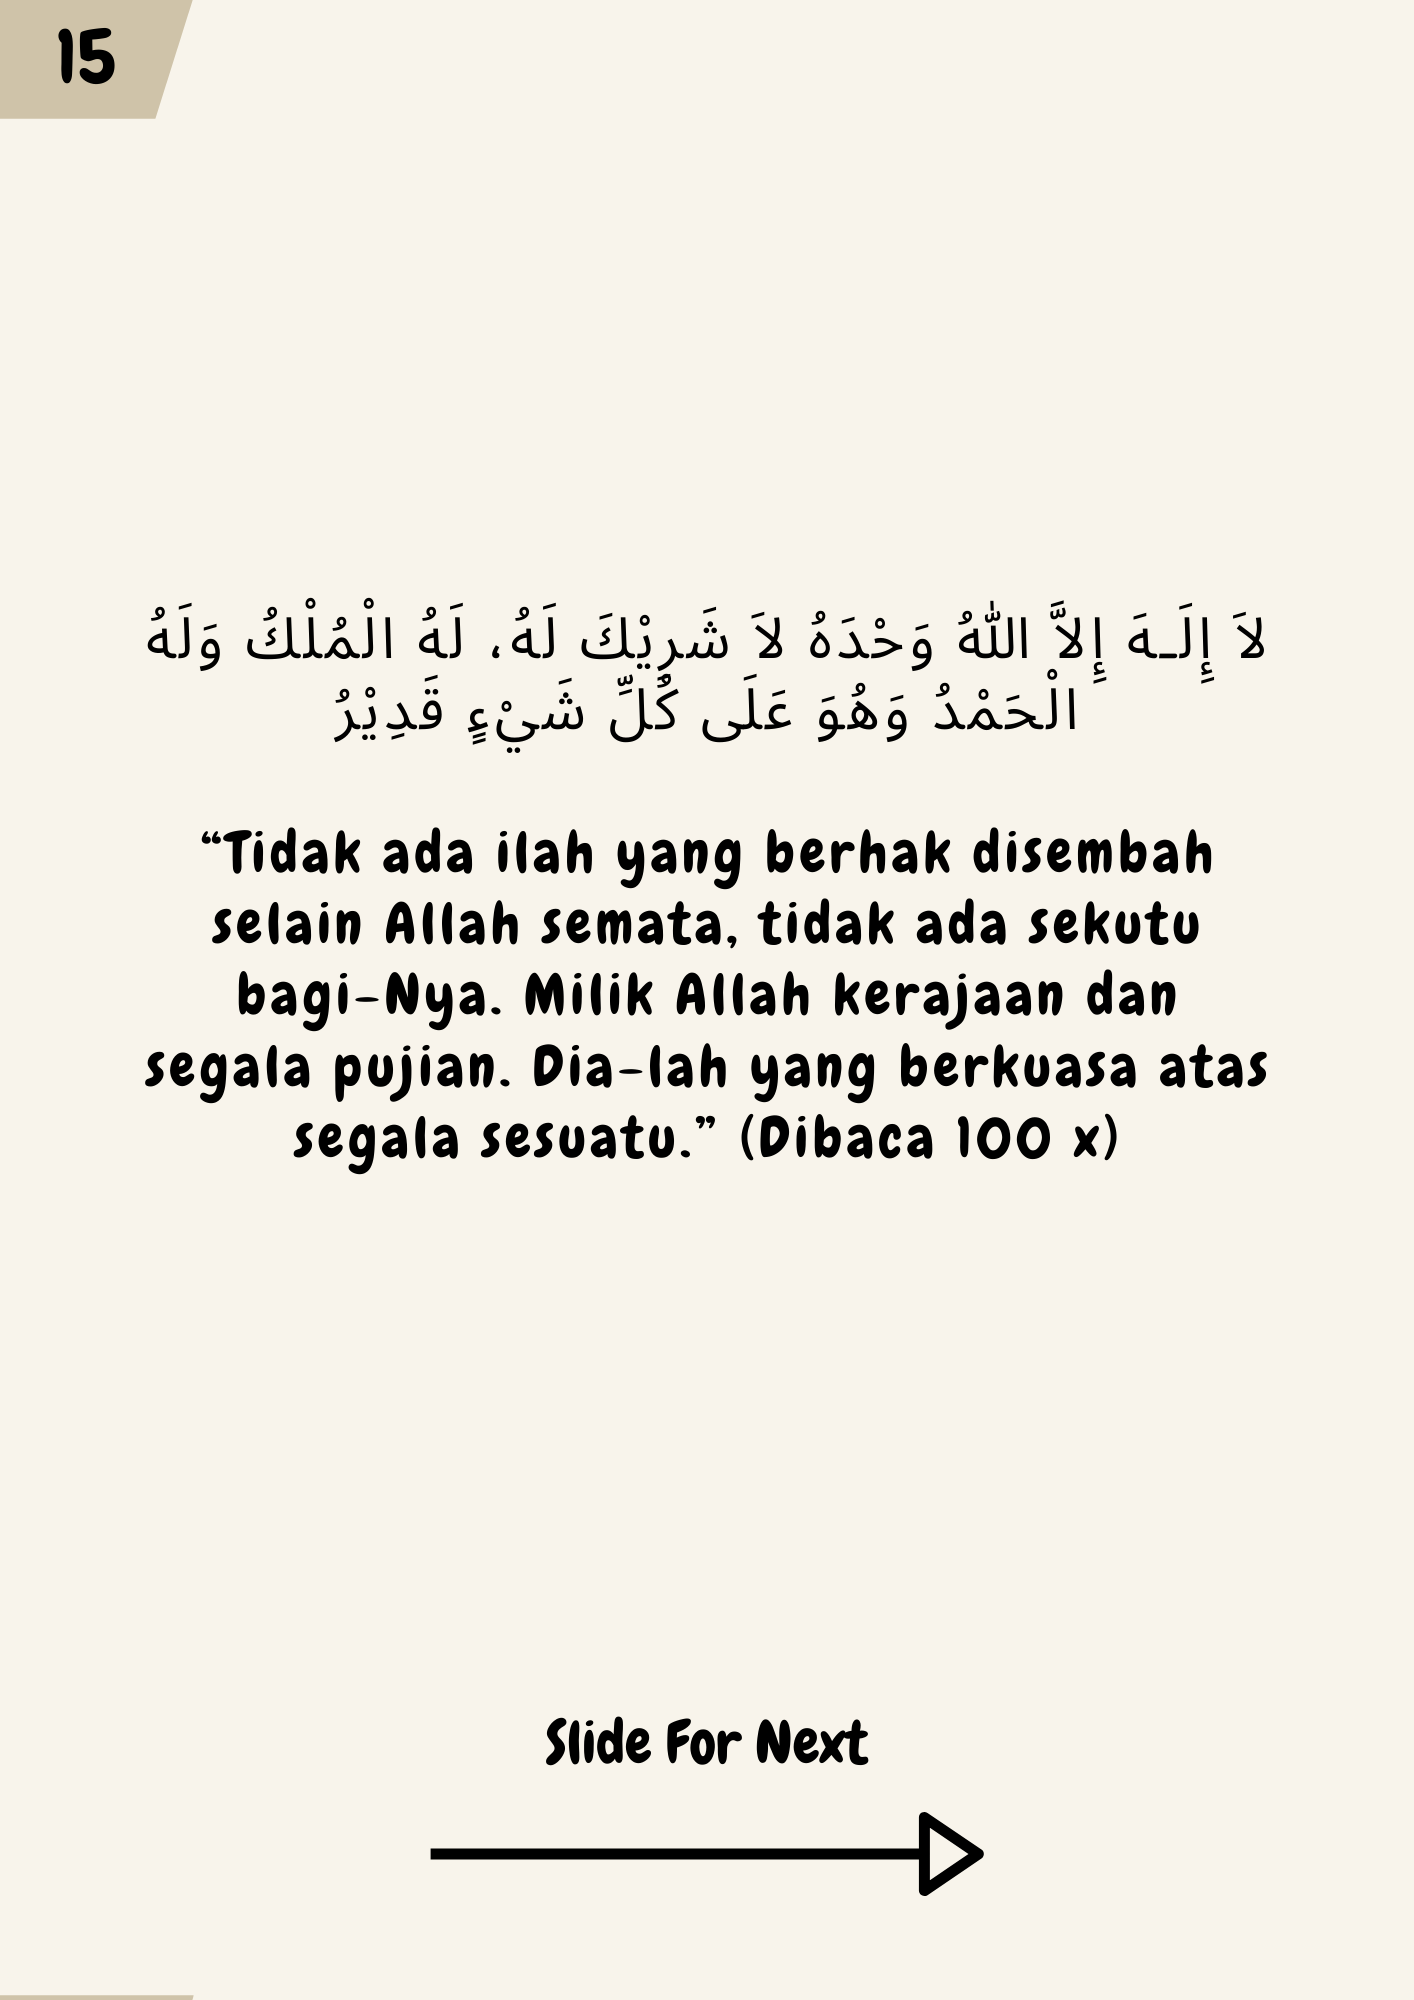 15
لاَ إِلَـهَ إِلاَّ اللهُ وَحْدَهُ لاَ شَرِيْكَ لَهُ، لَهُ الْمُلْكُ وَلَهُ
الْحَمْدُ وَهُوَ عَلَى كُلِّ شَيْءٍ قَدِيْرُ
“Tidak ada ilah yang berhak disembah
selain Allah semata, tidak ada sekutu
bagi-Nya. Milik Allah kerajaan dan
segala pujian. Dia-lah yang berkuasa atas
segala sesuatu.” (Dibaca 100 x)
Slide For Next